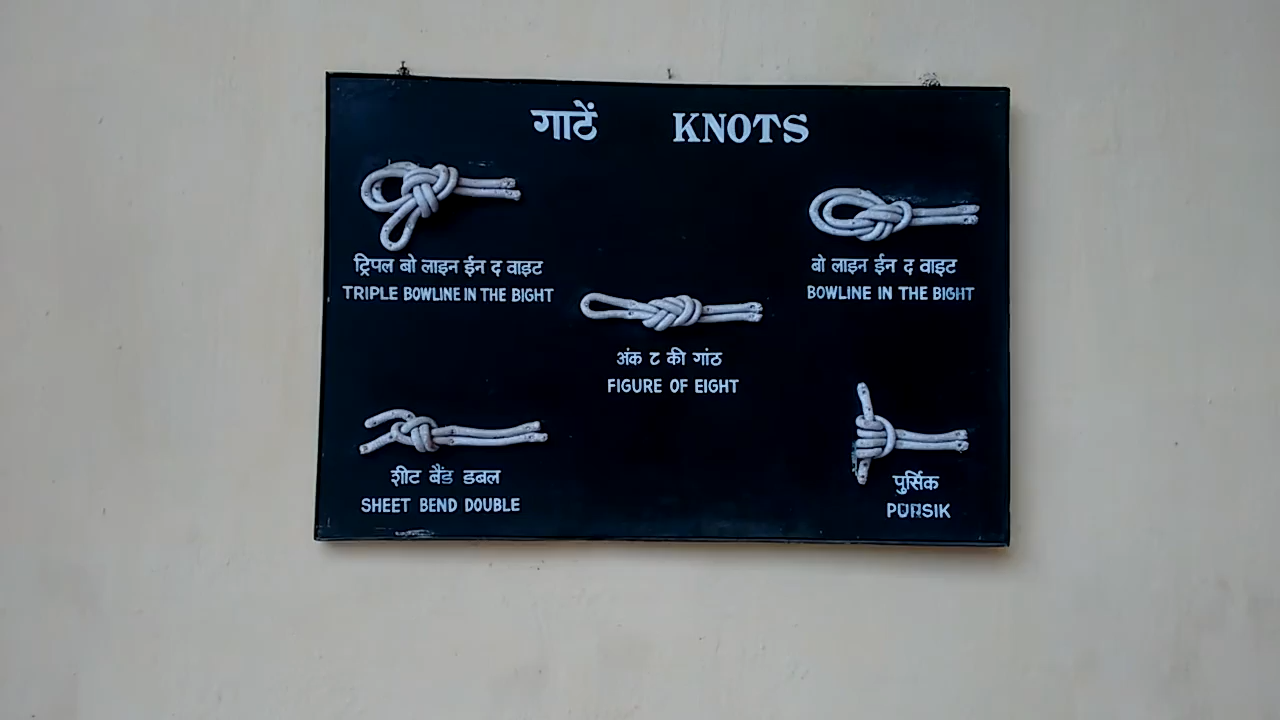 गाठें KNOTS
ट्रिपल बो लाइन ईन द वाइट
TRIPLE BOWLINE IN THE BIGHT
बो लाइन ईन द वाइट
BOWLINE IN THE BIGHT
अंक ८ की गांठ
FIGURE OF EIGHT
शीट बैंड डबल
SHEET BEND DOUBLE
पुर्सिक
PURSIK